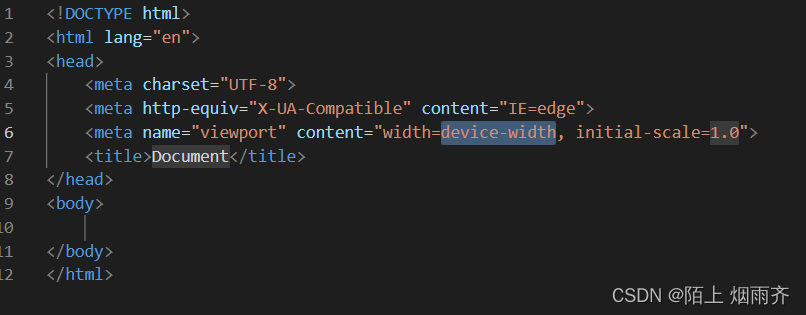 1 <!DOCTYPE html>
2 <html lang="en">
3 <head>
4     <meta charset="UTF-8">
5     <meta http-equiv="X-UA-Compatible" content="IE=edge">
6     <meta name="viewport" content="width=device-width, initial-scale=1.0">
7     <title>Document</title>
8 </head>
9 <body>
10
11 </body>
12 </html>
CSDN @陌上 烟雨齐